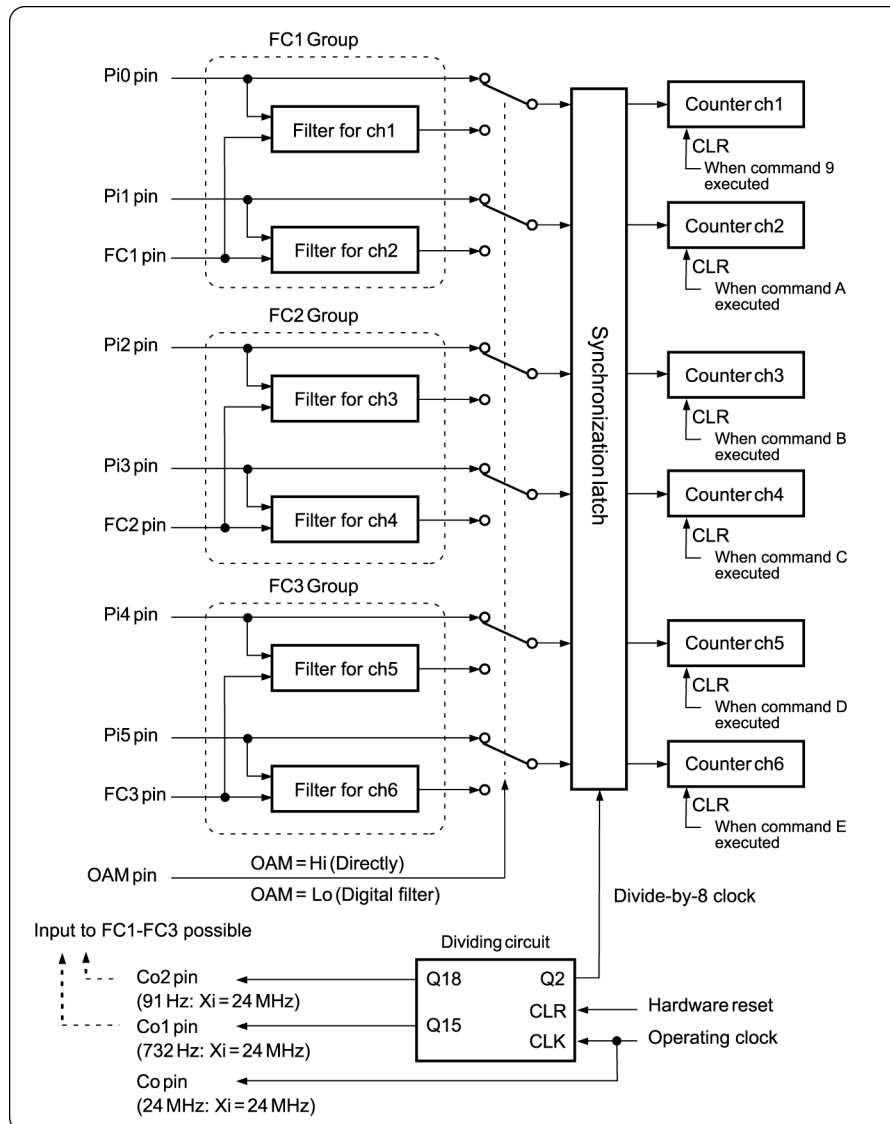 FC1 Group
Pi0 pin
Filter for ch1
Counter ch1
CLR
When command 9
executed
Pi1 pin
FC1 pin
Filter for ch2
Counter ch2
CLR
When command A
executed
FC2 Group
Pi2 pin
Filter for ch3
Counter ch3
CLR
When command B
executed
Pi3 pin
FC2 pin
Filter for ch4
Counter ch4
CLR
When command C
executed
Synchronization latch
FC3 Group
Pi4 pin
Filter for ch5
Counter ch5
CLR
When command D
executed
Pi5 pin
FC3 pin
Filter for ch6
Counter ch6
CLR
When command E
executed
OAM pin
OAM = Hi (Directly)
OAM = Lo (Digital filter)
Divide-by-8 clock
Input to FC1-FC3 possible
Dividing circuit
Co2 pin
(91 Hz: Xi = 24 MHz)
Q18
Q2
Co1 pin
(732 Hz: Xi = 24 MHz)
Q15
CLR
Hardware reset
CLK
Operating clock
Co pin
(24 MHz: Xi = 24 MHz)